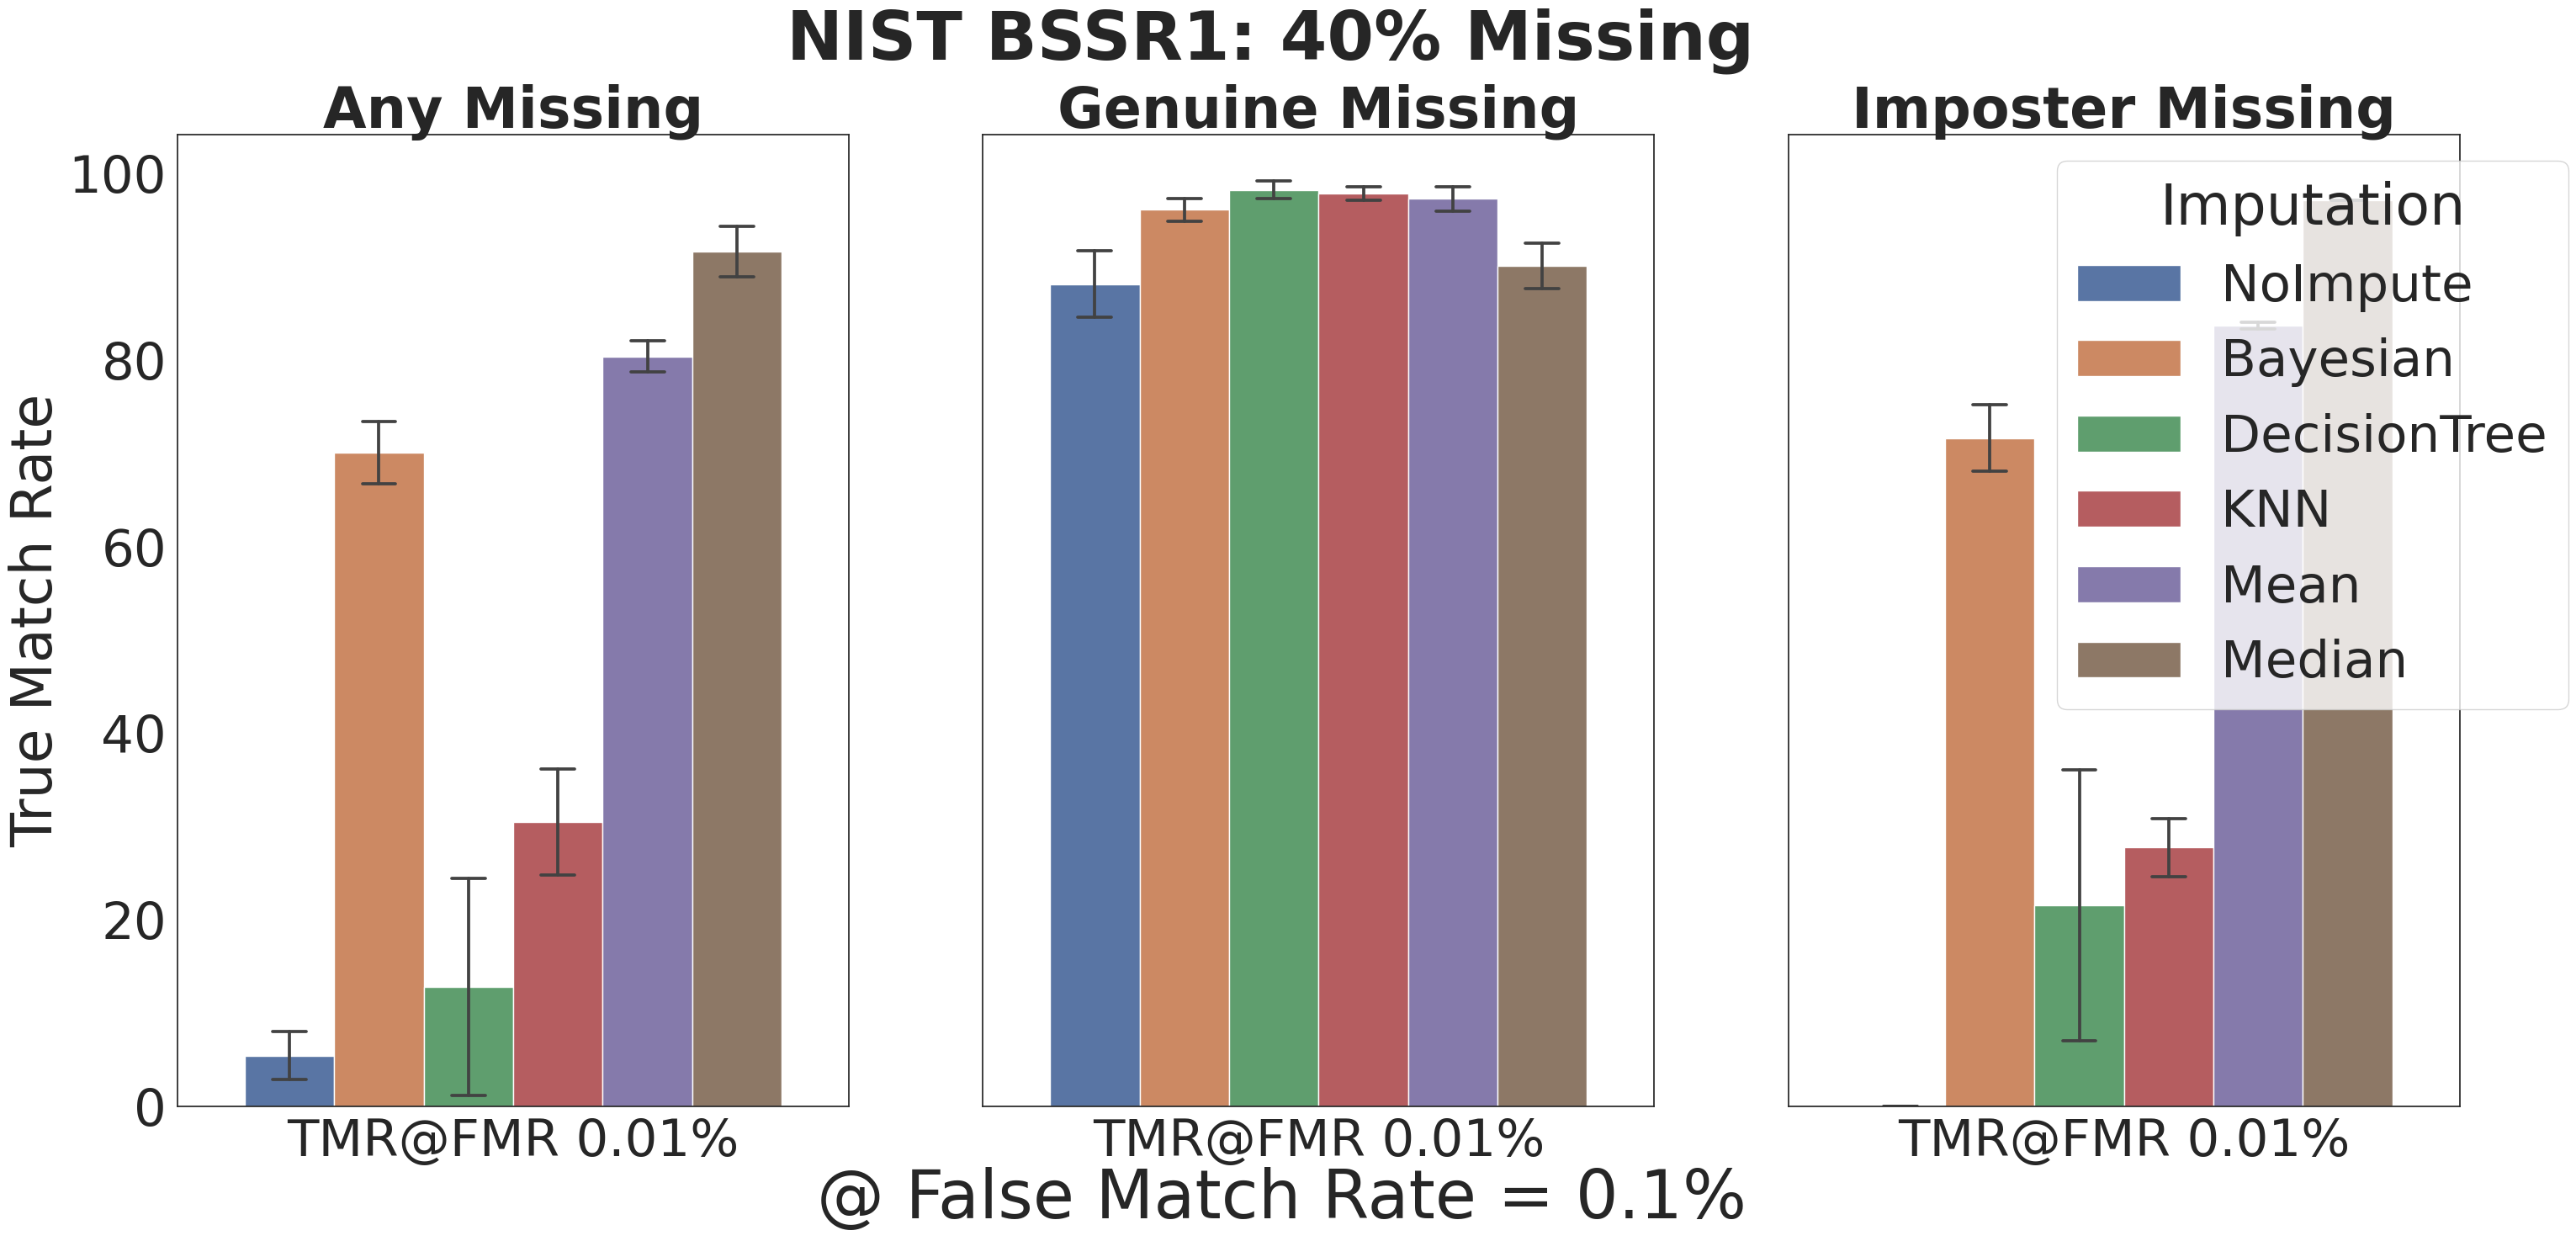 NIST BSSR1: 40% Missing
Any Missing
Genuine Missing
Imposter Missing
True Match Rate
100
80
60
40
20
0
Imputation
NoImpute
Bayesian
DecisionTree
KNN
Mean
Median
TMR@FMR 0.01%
TMR@FMR 0.01%
TMR@FMR 0.01%
@ False Match Rate = 0.1%